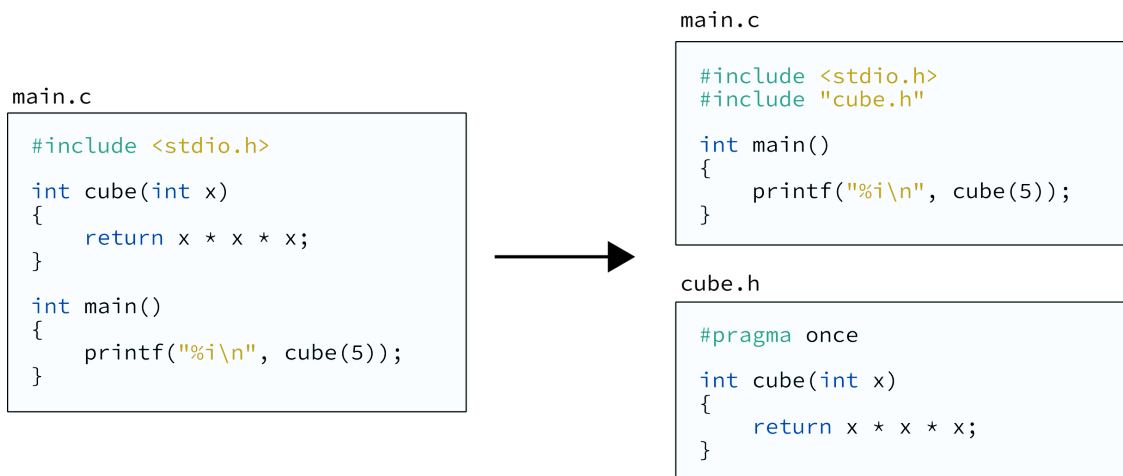 main.c
#include <stdio.h>
int cube(int x)
{
    return x * x * x;
}
int main()
{
    printf("%i\n", cube(5));
}
main.c
#include <stdio.h>
#include "cube.h"
int main()
{
    printf("%i\n", cube(5));
}
cube.h
#pragma once
int cube(int x)
{
    return x * x * x;
}